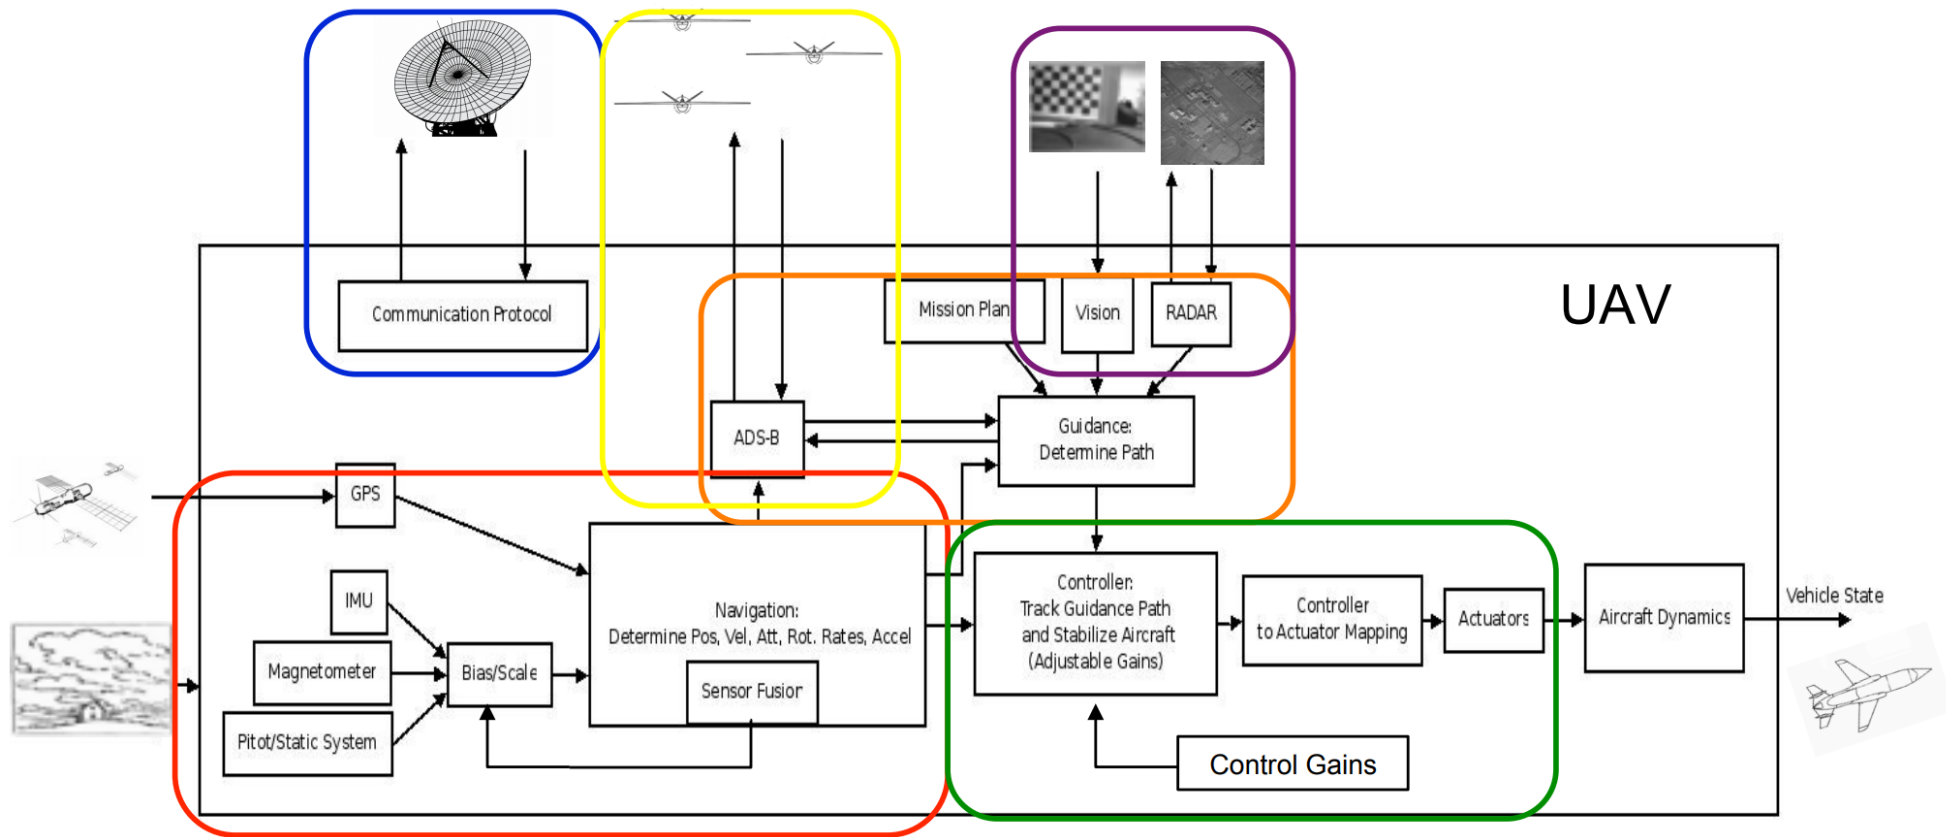 UAV
Communication Protocol
Mission Plan
Vision
RADAR
ADS-B
Guidance:
Determine Path
GPS
IMU
Magnetometer
Pitot/Static System
Bias/Scale
Navigation:
Determine Pos, Vel, Att, Rot. Rates, Accel
Sensor Fusion
Controller:
Track Guidance Path
and Stabilize Aircraft
(Adjustable Gains)
Controller
to Actuator Mapping
Actuators
Aircraft Dynamics
Vehicle State
Control Gains